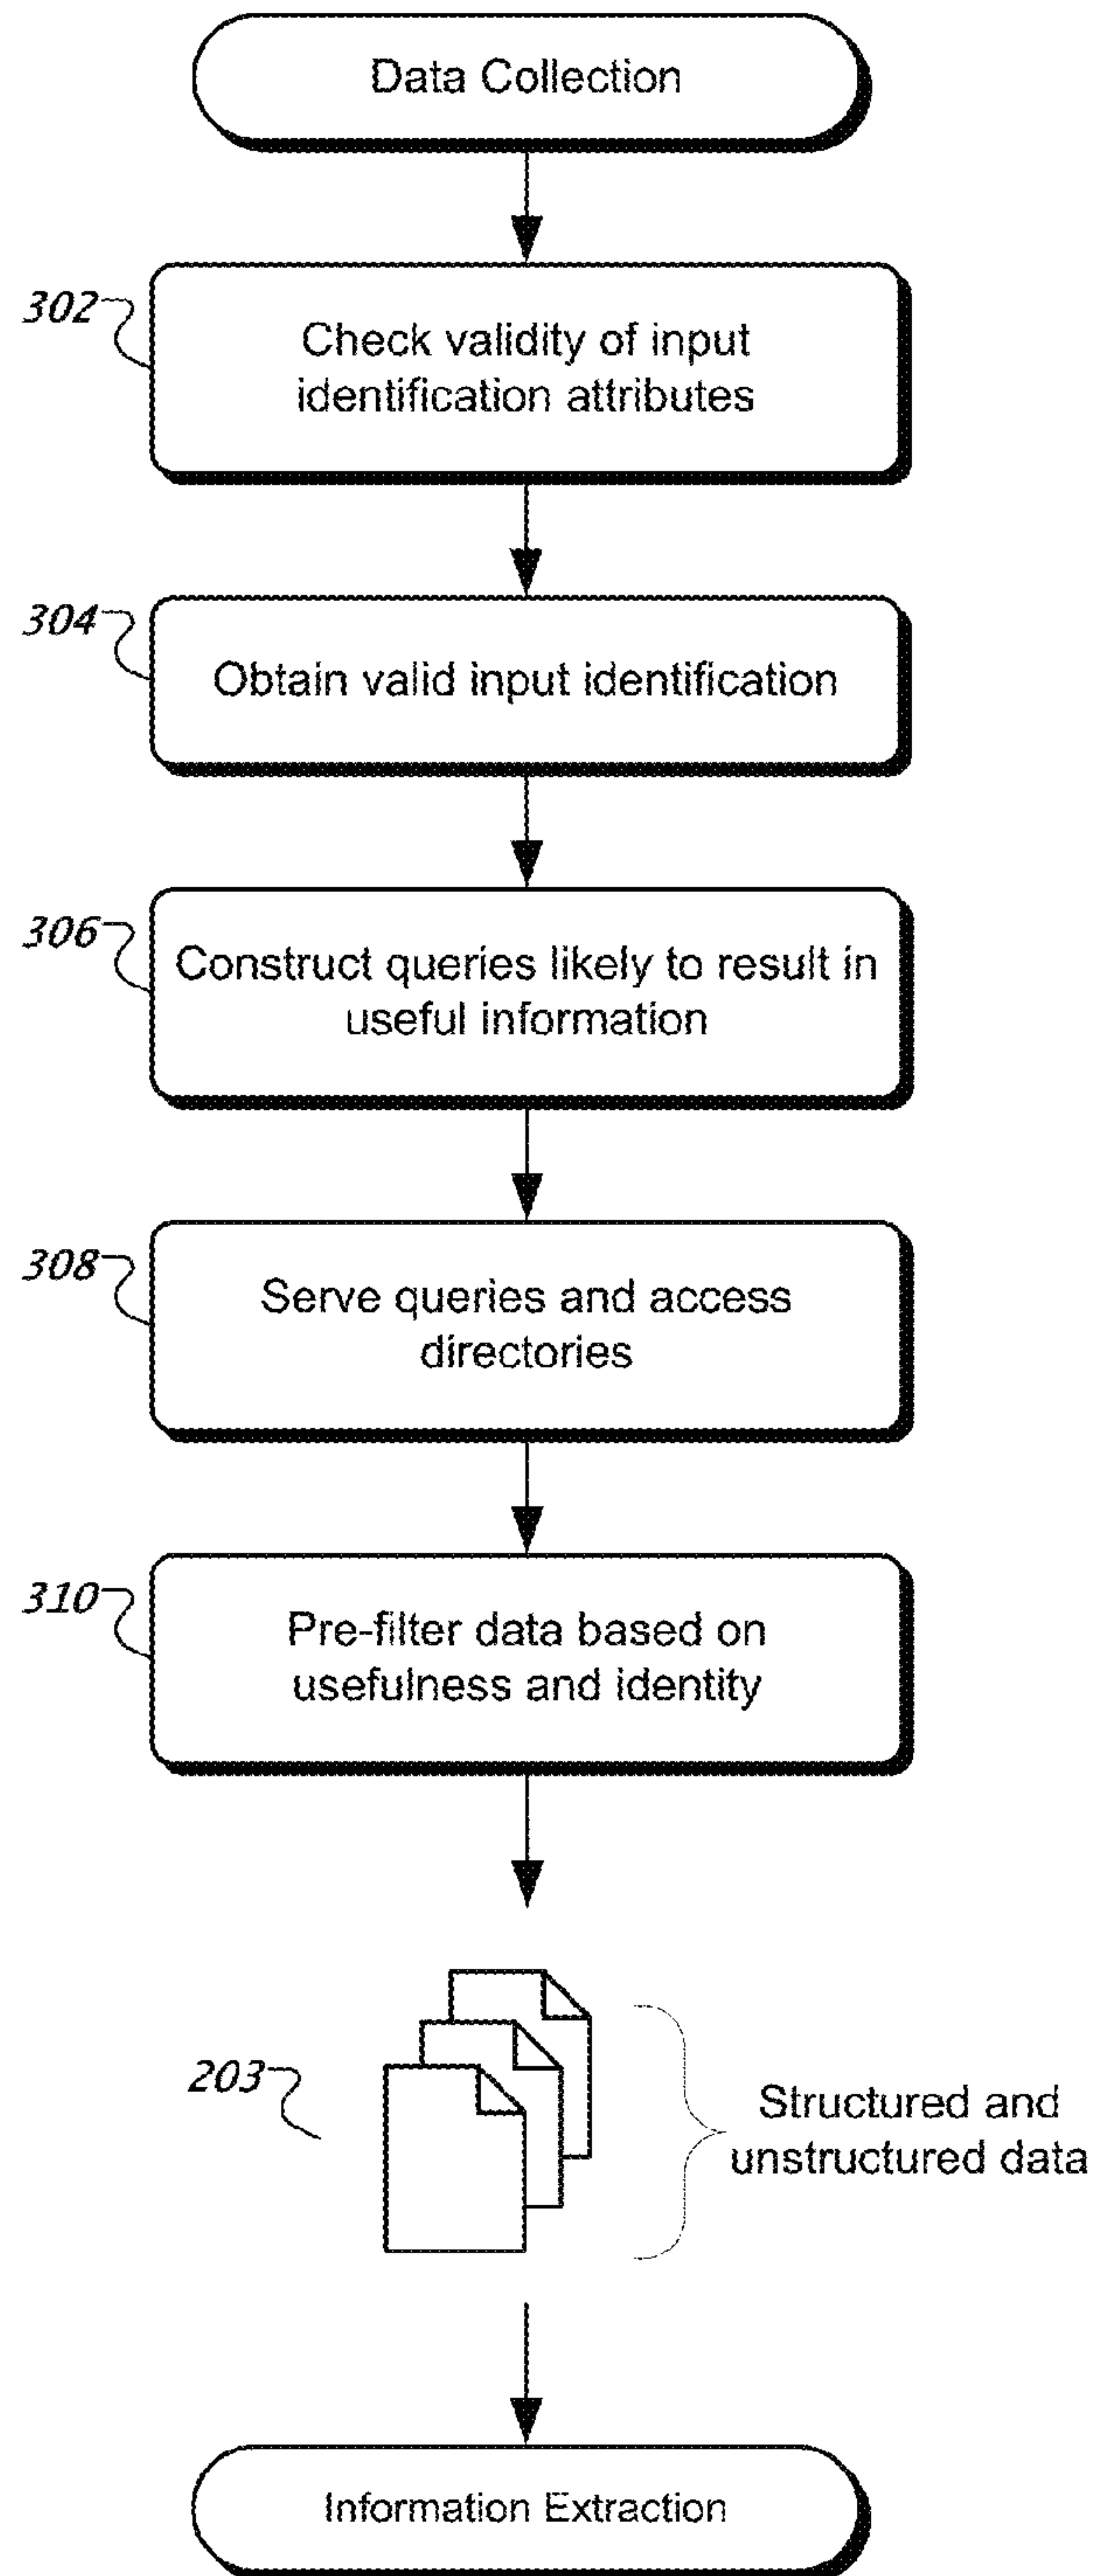 Data Collection
302
Check validity of input
identification attributes
304
Obtain valid input identification
306
Construct queries likely to result in
useful information
308
Serve queries and access
directories
310
Pre-filter data based on
usefulness and identity
203
Structured and
unstructured data
Information Extraction